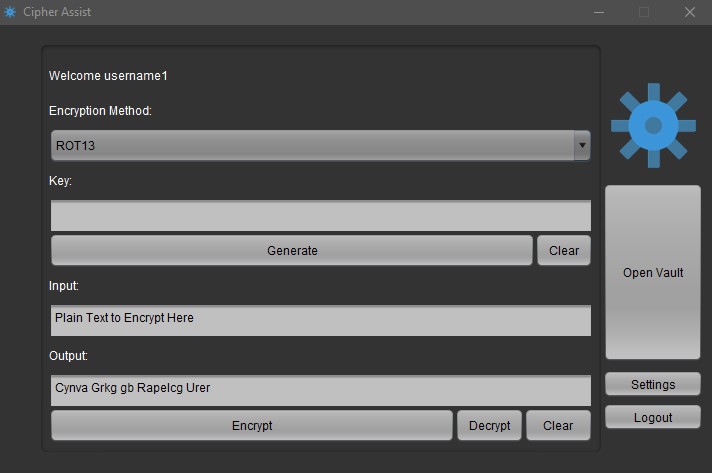 Cipher Assist
Welcome username1
Encryption Method:
ROT13
Key:
Generate
Clear
Input:
Plain Text to Encrypt Here
Output:
Cynva Grkg gb Rapelcg Urer
Encrypt
Decrypt
Clear
Open Vault
Settings
Logout